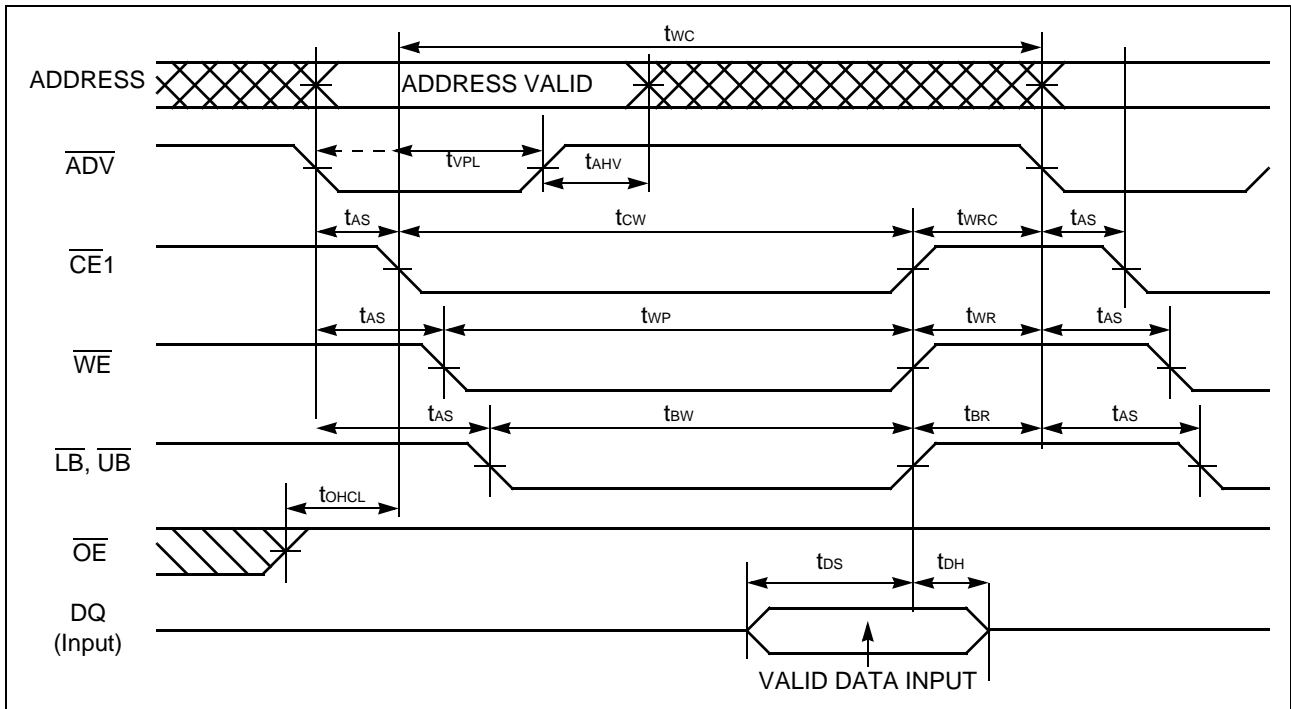 tWC
ADDRESS
ADDRESS VALID
ADV
tVPL
tAHV
tAS
tCW
tWRC
tAS
CE1
tAS
tWP
tWR
tAS
WE
tAS
tBW
tBR
tAS
LB, UB
tOHCL
OE
tDS
tDH
DQ
(Input)
VALID DATA INPUT